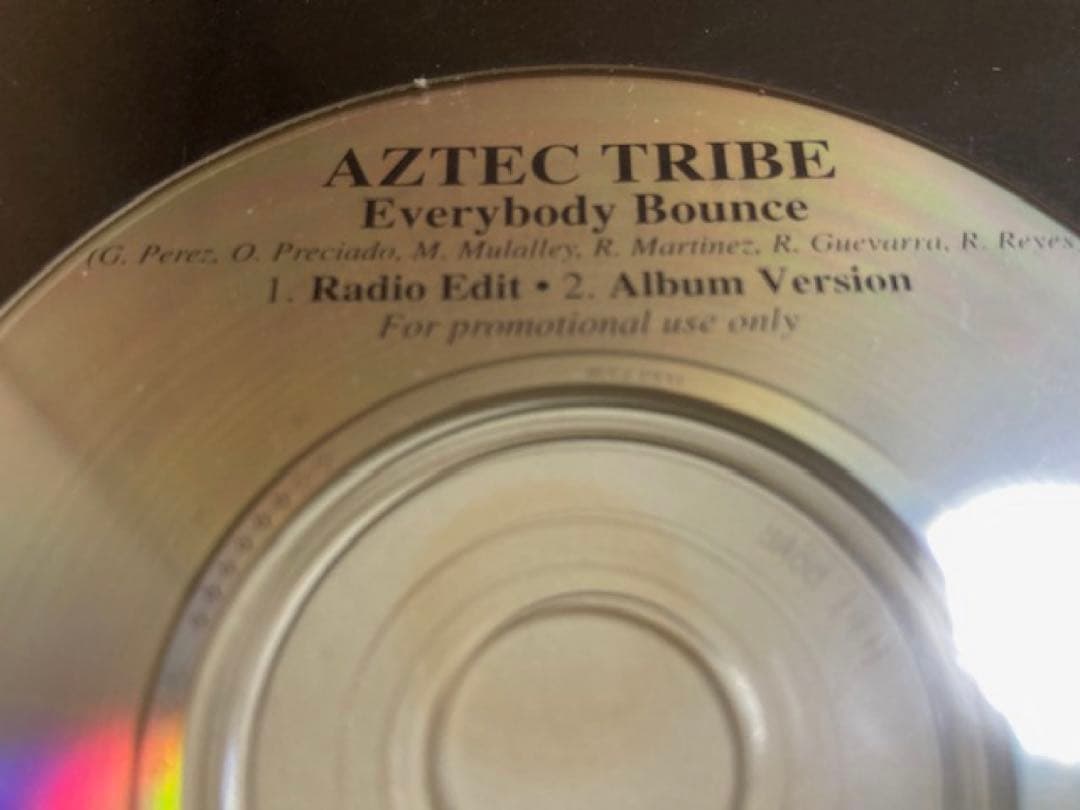 AZTEC TRIBE
Everybody Bounce
(G. Perez, O. Preciado, M. Mulalley, R. Martinez, R. Guevarra, R. Reyes)
1. Radio Edit • 2. Album Version
For promotional use only